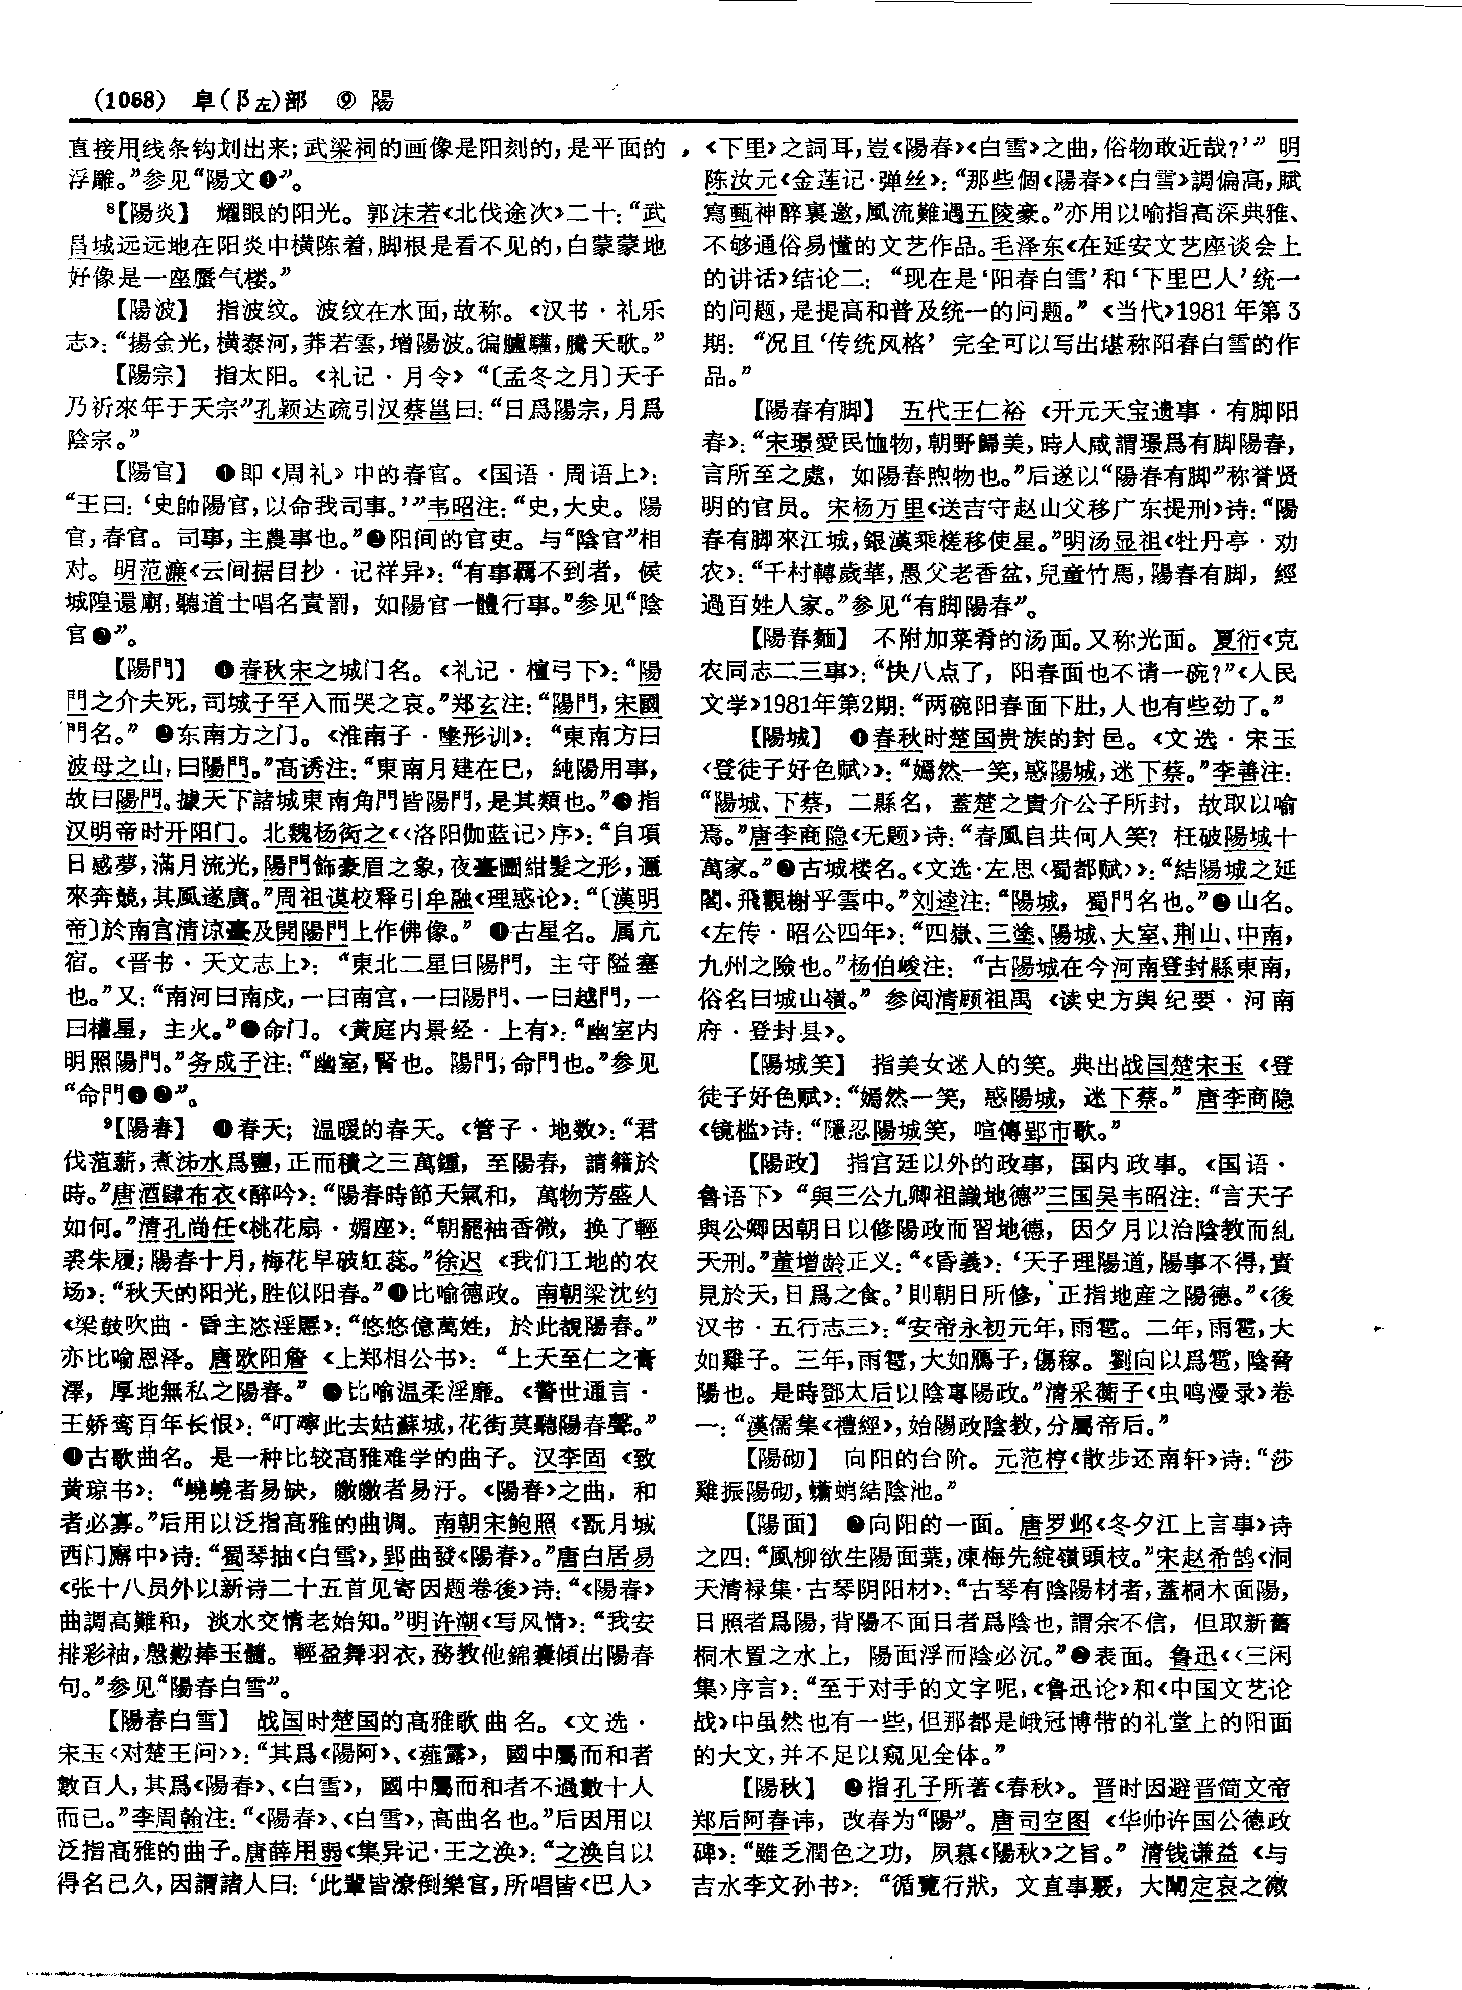 (1068) 阜(阝左)部 ⑨ 陽
直接用线条钩划出来;武梁祠的画像是阳刻的,是平面的
浮雕。”参见“陽文❶”。
⁸【陽炎】 耀眼的阳光。郭沫若《北伐途次》二十:“武
昌城远远地在阳炎中横陈着,脚根是看不见的,白蒙蒙地
好像是一座蜃气楼。”
【陽波】 指波纹。波纹在水面,故称。《汉书·礼乐
志》:“揚金光,横泰河,莽若雲,增陽波。徧臚驩,騰天歌。”
【陽宗】 指太阳。《礼记·月令》“〔孟冬之月〕天子
乃祈來年于天宗”孔颖达疏引汉蔡邕曰:“日爲陽宗,月爲
陰宗。”
【陽官】 ❶即《周礼》中的春官。《国语·周语上》:
“王曰:‘史帥陽官,以命我司事。’”韦昭注:“史,大史。陽
官,春官。司事,主農事也。”❷阳间的官吏。与“陰官”相
对。明范濂《云间据目抄·记祥异》:“有事羈不到者,候
城隍還廟,聽道士唱名責罰,如陽官一體行事。”参见“陰
官❷”。
【陽門】 ❶春秋宋之城门名。《礼记·檀弓下》:“陽
門之介夫死,司城子罕入而哭之哀。”郑玄注:“陽門,宋國
門名。”❷东南方之门。《淮南子·墬形训》:“東南方曰
波母之山,曰陽門。”高诱注:“東南月建在巳,純陽用事,
故曰陽門。據天下諸城東南角門皆陽門,是其類也。”❸指
汉明帝时开阳门。北魏杨衒之《〈洛阳伽蓝记〉序》:“自項
日感夢,滿月流光,陽門飾豪眉之象,夜臺圖紺髮之形,邇
來奔競,其風遂廣。”周祖谟校释引牟融《理惑论》:“〔漢明
帝〕於南宫清涼臺及開陽門上作佛像。”❹古星名。属亢
宿。《晋书·天文志上》:“東北二星曰陽門,主守隘塞
也。”又:“南河曰南戍,一曰南宫,一曰陽門、一曰越門,一
曰權星,主火。”❺命门。《黄庭内景经·上有》:“幽室内
明照陽門。”务成子注:“幽室,腎也。陽門,命門也。”参见
“命門❶❷”。
⁹【陽春】 ❶春天;温暖的春天。《管子·地数》:“君
伐菹薪,煮泲水爲鹽,正而積之三萬鍾,至陽春,請籍於
時。”唐酒肆布衣《醉吟》:“陽春時節天氣和,萬物芳盛人
如何。”清孔尚任《桃花扇·媚座》:“朝罷袖香微,换了輕
裘朱履;陽春十月,梅花早破红蕊。”徐迟《我们工地的农
场》:“秋天的阳光,胜似阳春。”❷比喻德政。南朝梁沈约
《梁鼓吹曲·昏主恣淫慝》:“悠悠億萬姓,於此覩陽春。”
亦比喻恩泽。唐欧阳詹《上郑相公书》:“上天至仁之膏
澤,厚地無私之陽春。”❸比喻温柔淫靡。《警世通言·
王娇鸾百年长恨》:“叮嚀此去姑蘇城,花街莫聽陽春聲。”
❹古歌曲名。是一种比较高雅难学的曲子。汉李固《致
黄琼书》:“嶢嶢者易缺,皦皦者易汙。《陽春》之曲,和
者必寡。”后用以泛指高雅的曲调。南朝宋鲍照《翫月城
西门廨中》诗:“蜀琴抽《白雪》,郢曲發《陽春》。”唐白居易
《张十八员外以新诗二十五首见寄因题卷後》诗:“《陽春》
曲調高難和,淡水交情老始知。”明许潮《写风情》:“我安
排彩袖,慇懃捧玉鍾。輕盈舞羽衣,務教他錦囊傾出陽春
句。”参见“陽春白雪”。
【陽春白雪】 战国时楚国的高雅歌曲名。《文选·
宋玉〈对楚王问〉》:“其爲《陽阿》、《薤露》,國中屬而和者
數百人,其爲《陽春》、《白雪》,國中屬而和者不過數十人
而已。”李周翰注:“《陽春》、《白雪》,高曲名也。”后因用以
泛指高雅的曲子。唐薛用弱《集异记·王之涣》:“之涣自以
得名已久,因謂諸人曰:‘此輩皆潦倒樂官,所唱皆《巴人》
《下里》之詞耳,豈《陽春》《白雪》之曲,俗物敢近哉?’”明
陈汝元《金莲记·弹丝》:“那些個《陽春》《白雪》調偏高,賦
寫甄神醉裏邀,風流難遇五陵豪。”亦用以喻指高深典雅、
不够通俗易懂的文艺作品。毛泽东《在延安文艺座谈会上
的讲话》结论二:“现在是‘阳春白雪’和‘下里巴人’统一
的问题,是提高和普及统一的问题。”《当代》1981年第3
期:“况且‘传统风格’完全可以写出堪称阳春白雪的作
品。”
【陽春有脚】 五代王仁裕《开元天宝遗事·有脚阳
春》:“宋璟愛民恤物,朝野歸美,時人咸謂璟爲有脚陽春,
言所至之處,如陽春煦物也。”后遂以“陽春有脚”称誉贤
明的官员。宋杨万里《送吉守赵山父移广东提刑》诗:“陽
春有脚來江城,銀漢乘槎移使星。”明汤显祖《牡丹亭·劝
农》:“千村轉歲華,愚父老香盆,兒童竹馬,陽春有脚,經
過百姓人家。”参见“有脚陽春”。
【陽春麵】 不附加菜肴的汤面。又称光面。夏衍《克
农同志二三事》:“快八点了,阳春面也不请一碗?”《人民
文学》1981年第2期:“两碗阳春面下肚,人也有些劲了。”
【陽城】 ❶春秋时楚国贵族的封邑。《文选·宋玉
〈登徒子好色赋〉》:“嫣然一笑,惑陽城,迷下蔡。”李善注:
“陽城、下蔡,二縣名,蓋楚之貴介公子所封,故取以喻
焉。”唐李商隐《无题》诗:“春風自共何人笑?枉破陽城十
萬家。”❷古城楼名。《文选·左思〈蜀都赋〉》:“結陽城之延
閣、飛觀榭乎雲中。”刘逵注:“陽城,蜀門名也。”❸山名。
《左传·昭公四年》:“四嶽、三塗、陽城、大室、荆山、中南,
九州之險也。”杨伯峻注:“古陽城在今河南登封縣東南,
俗名曰城山嶺。”参阅清顾祖禹《读史方舆纪要·河南
府·登封县》。
【陽城笑】 指美女迷人的笑。典出战国楚宋玉《登
徒子好色赋》:“嫣然一笑,惑陽城,迷下蔡。”唐李商隐
《镜槛》诗:“隱忍陽城笑,喧傳郢市歌。”
【陽政】 指宫廷以外的政事,国内政事。《国语·
鲁语下》“與三公九卿祖識地德”三国吴韦昭注:“言天子
與公卿因朝日以修陽政而習地德,因夕月以治陰教而糾
天刑。”董增龄正义:“《昏義》:‘天子理陽道,陽事不得,責
見於天,日爲之食。’則朝日所修,正指地産之陽德。”《後
汉书·五行志三》:“安帝永初元年,雨雹。二年,雨雹,大
如雞子。三年,雨雹,大如鴈子,傷稼。劉向以爲雹,陰脅
陽也。是時鄧太后以陰專陽政。”清采蘅子《虫鸣漫录》卷
一:“漢儒集《禮經》,始陽政陰教,分屬帝后。”
【陽砌】 向阳的台阶。元范梈《散步还南轩》诗:“莎
雞振陽砌,蠨蛸結陰池。”
【陽面】 ❶向阳的一面。唐罗邺《冬夕江上言事》诗
之四:“風柳欲生陽面葉,凍梅先綻嶺頭枝。”宋赵希鹄《洞
天清禄集·古琴阴阳材》:“古琴有陰陽材者,蓋桐木面陽,
日照者爲陽,背陽不面日者爲陰也,謂余不信,但取新舊
桐木置之水上,陽面浮而陰必沉。”❷表面。鲁迅《〈三闲
集〉序言》:“至于对手的文字呢,《鲁迅论》和《中国文艺论
战》中虽然也有一些,但那都是峨冠博带的礼堂上的阳面
的大文,并不足以窥见全体。”
【陽秋】 ❶指孔子所著《春秋》。晋时因避晋简文帝
郑后阿春讳,改春为“陽”。唐司空图《华帅许国公德政
碑》:“雖乏潤色之功,夙慕《陽秋》之旨。”清钱谦益《与
吉水李文孙书》:“循覽行狀,文直事覈,大闡定哀之微